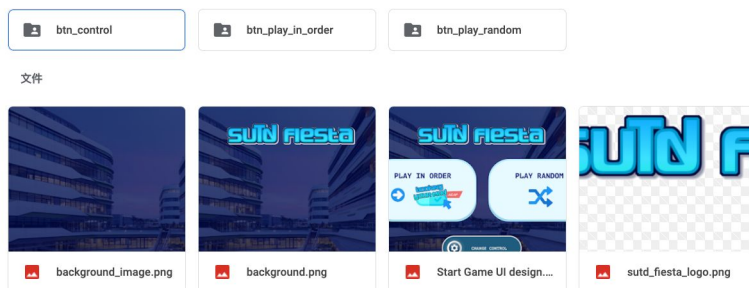 btn_control btn_play_in_order btn_play_random
文件
SUTD FIESTA SUTD FIESTA SUTD F
PLAY IN ORDER PLAY RANDOM
CHANGE CONTROL
background_image.png background.png Start Game UI design.... sutd_fiesta_logo.png